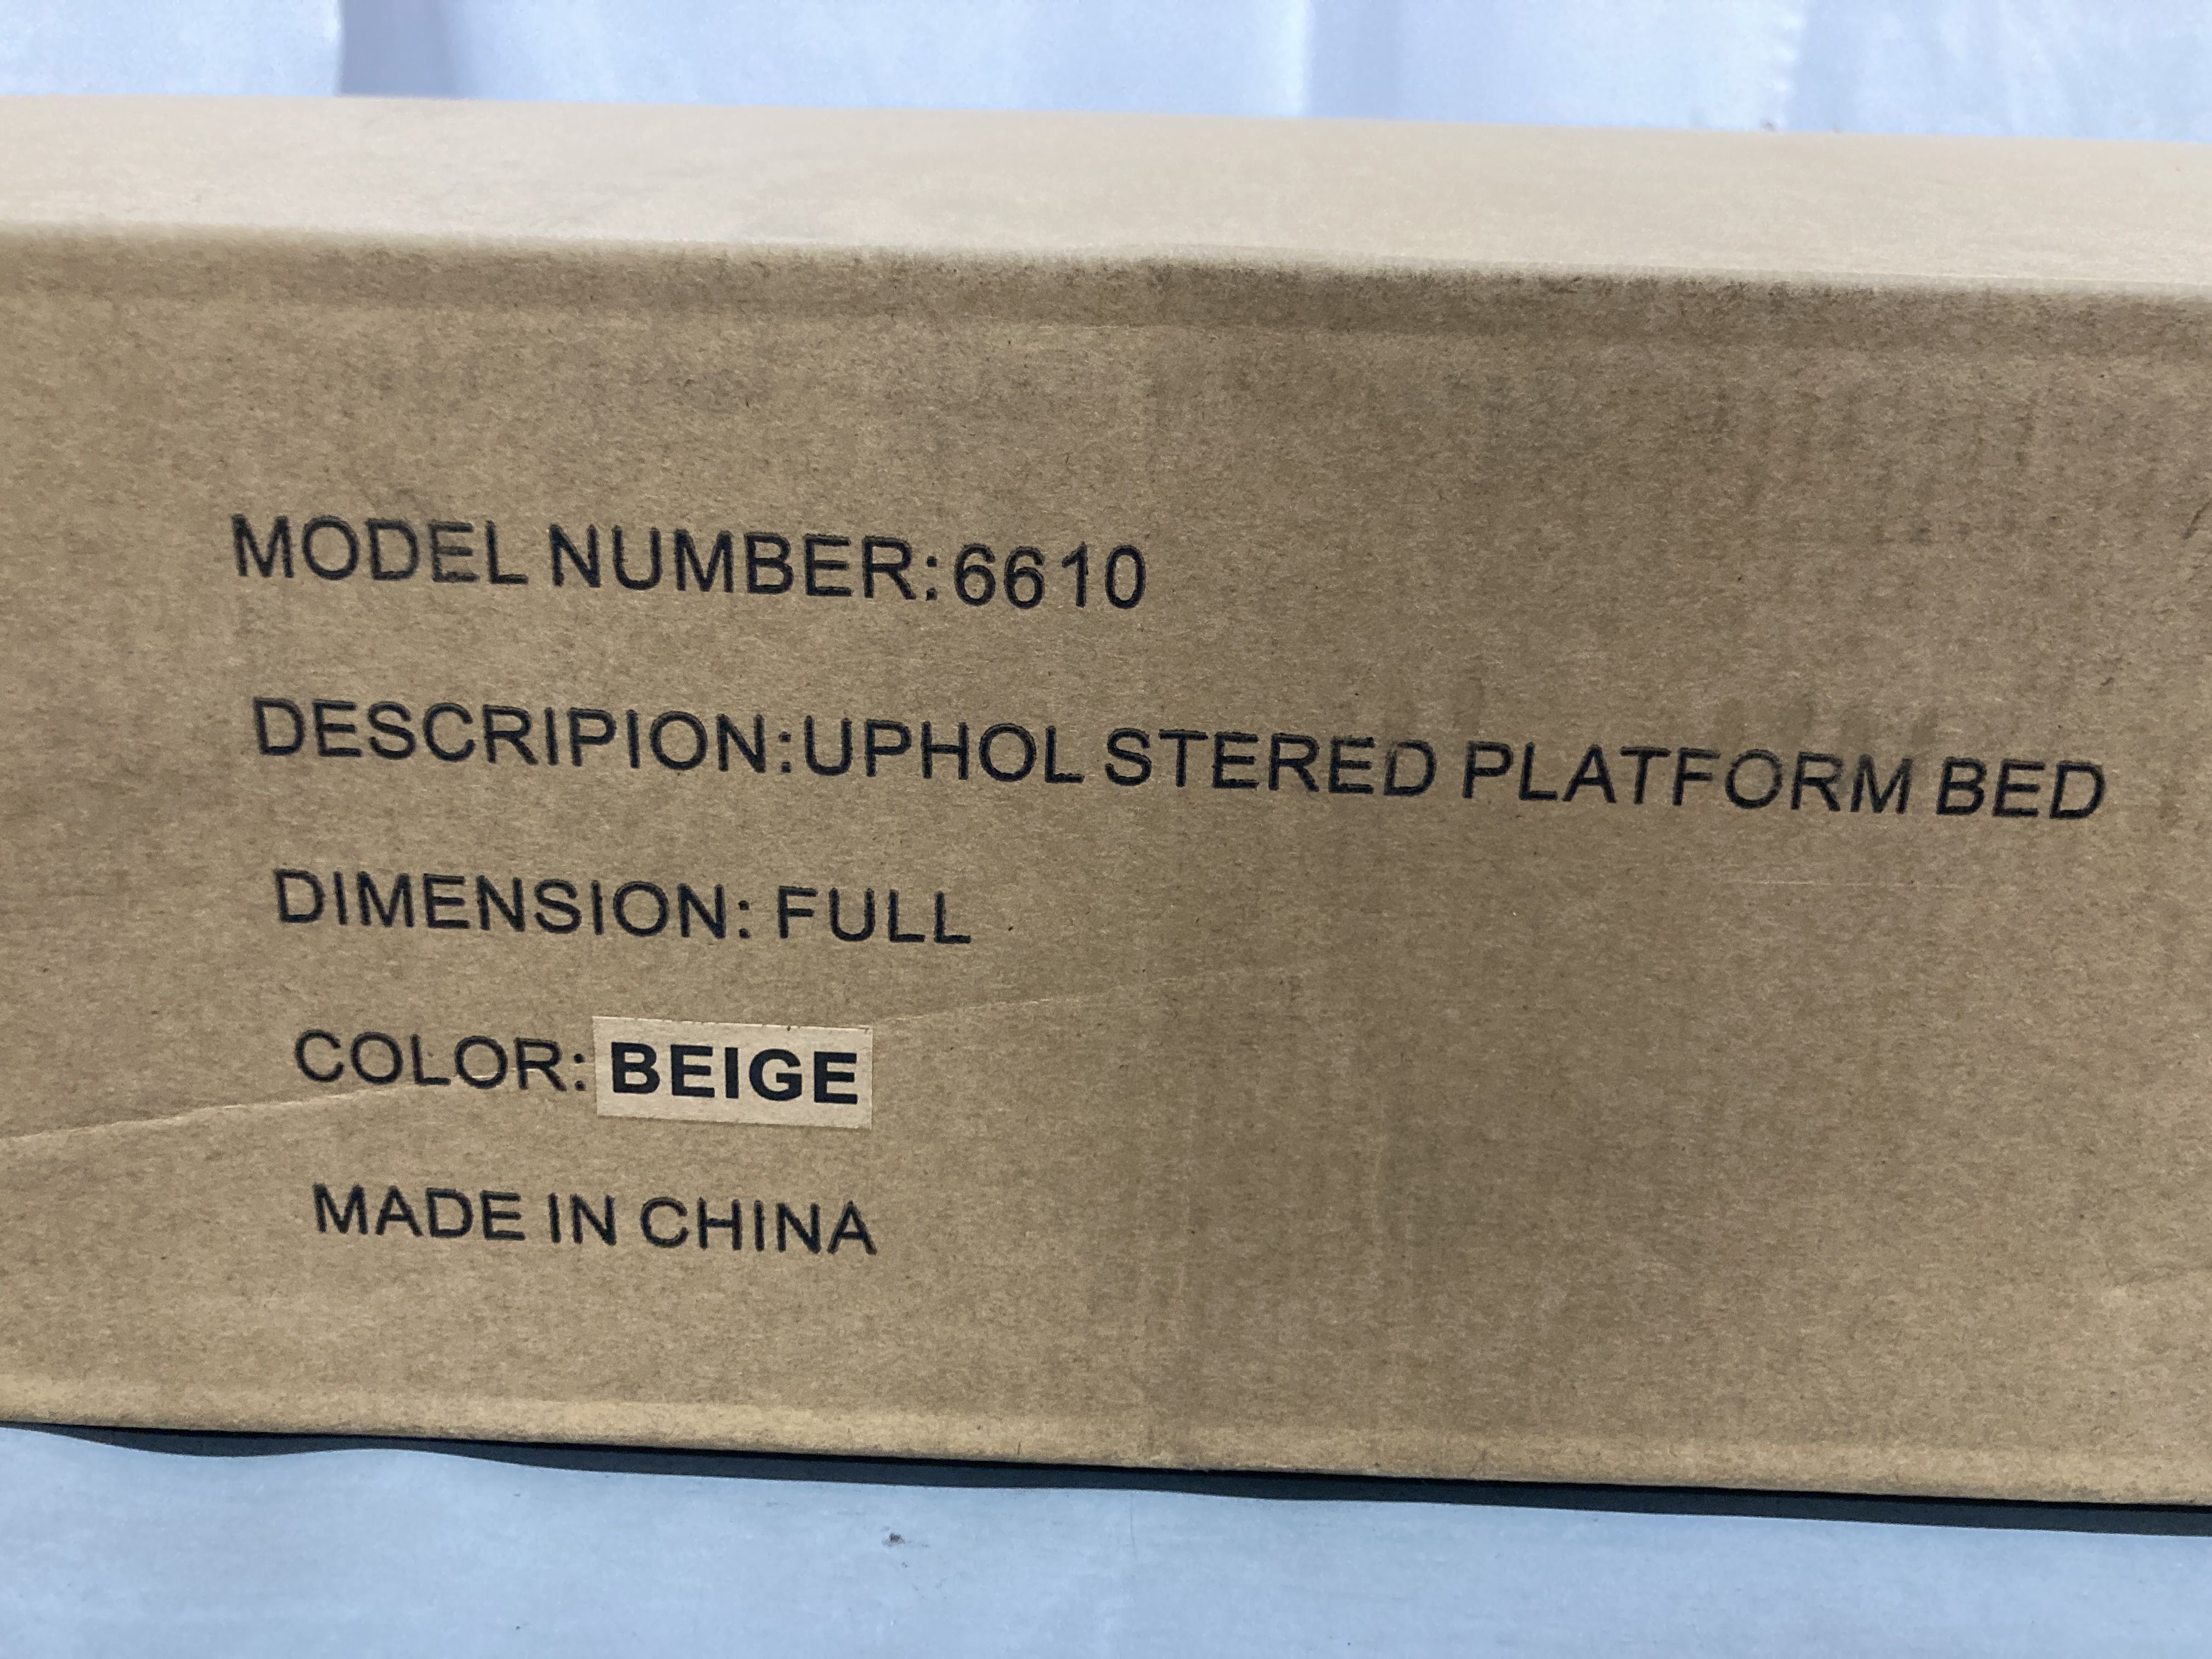 MODEL NUMBER:6610
DESCRIPION:UPHOL STERED PLATFORM BED
DIMENSION: FULL
COLOR: BEIGE
MADE IN CHINA